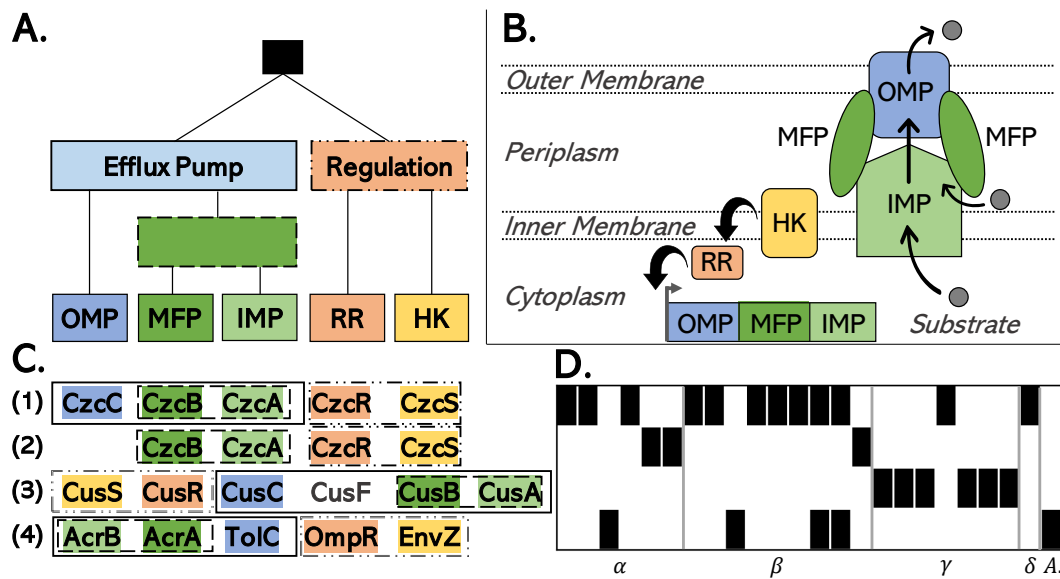 A.
Efflux Pump
Regulation
OMP
MFP
IMP
RR
HK
B.
Outer Membrane
OMP
MFP
MFP
Periplasm
IMP
HK
Inner Membrane
RR
Cytoplasm
OMP MFP IMP
Substrate
C.
(1) CzcC CzcB CzcA CzcR CzcS
(2) CzcB CzcA CzcR CzcS
(3) CusS CusR CusC CusF CusB CusA
(4) AcrB AcrA TolC OmpR EnvZ
D.
α β γ δ A.